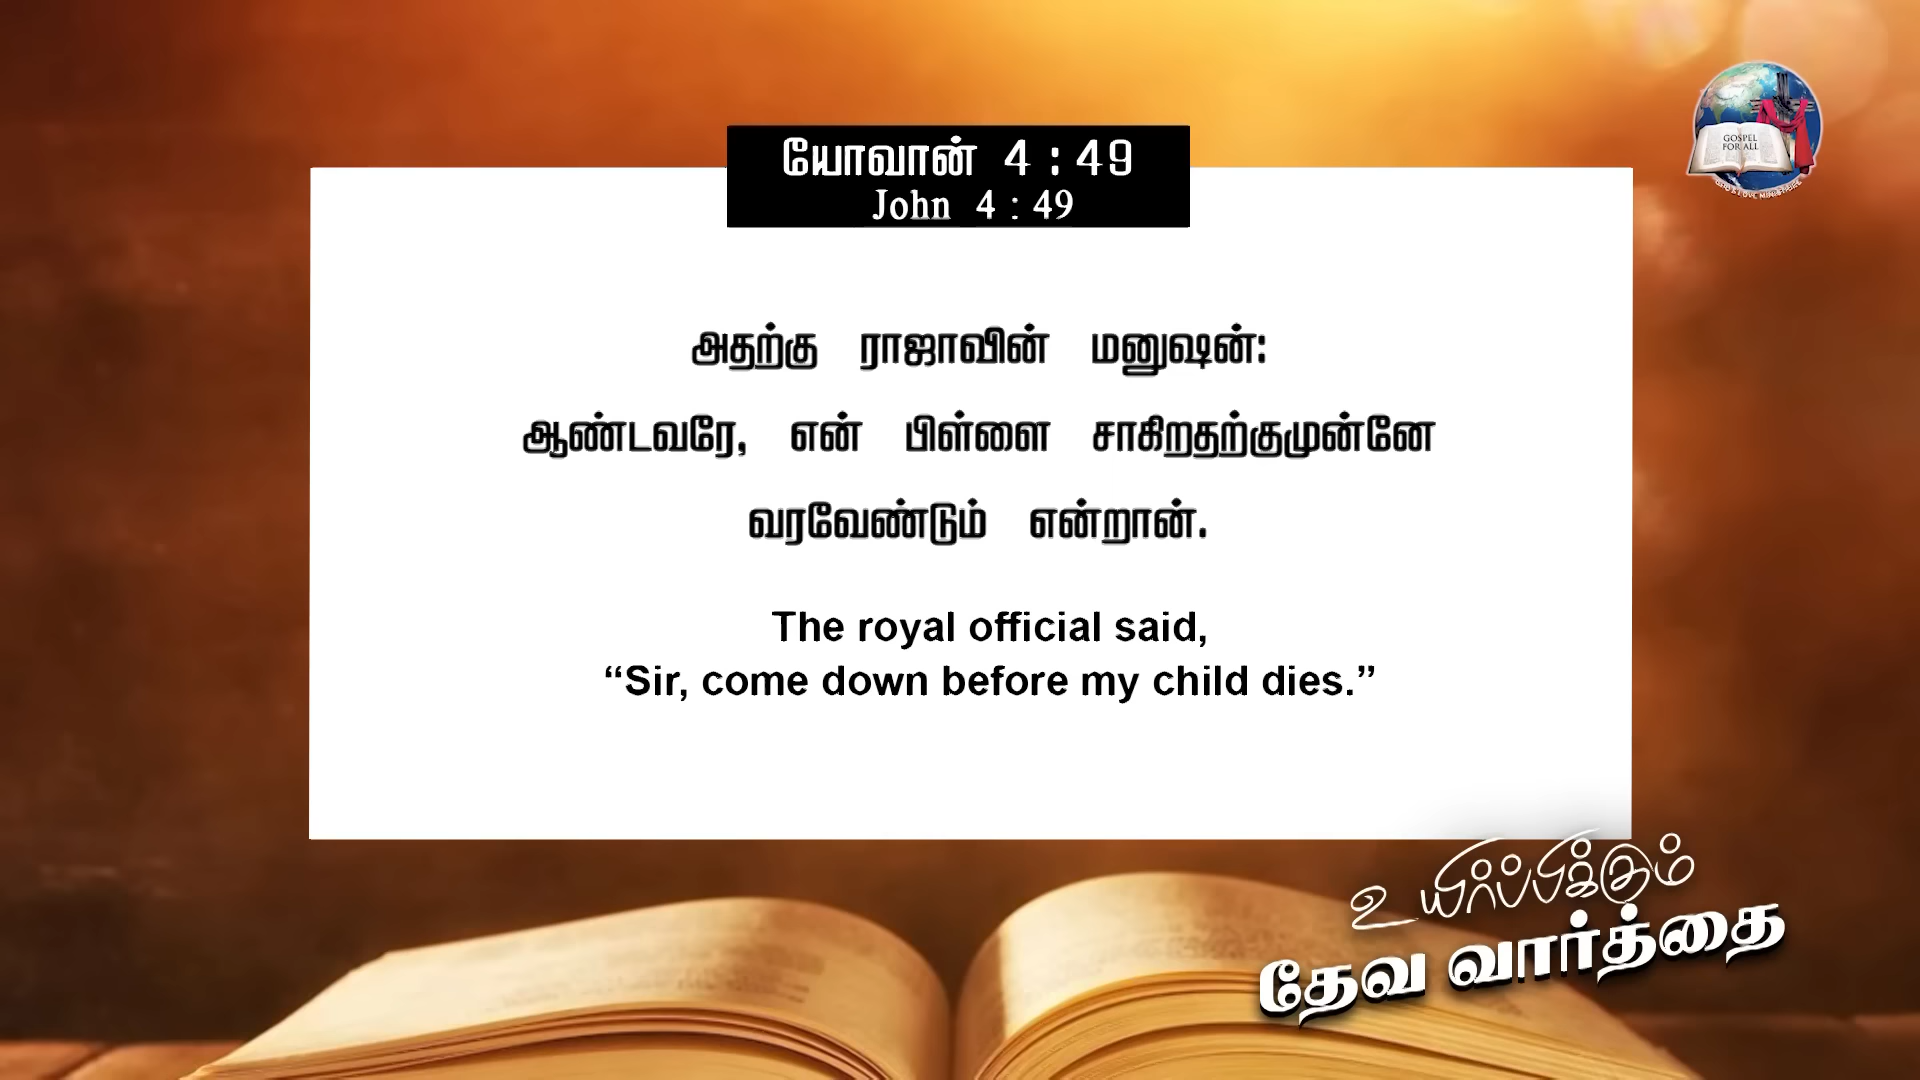 யோவான் 4 : 49
John 4 : 49
GOSPEL
FOR ALL
அதற்கு ராஜாவின் மனுஷன்:
ஆண்டவரே, என் பிள்ளை சாகிறதற்குமுன்னே
வரவேண்டும் என்றான்.
The royal official said,
“Sir, come down before my child dies.”
உயிர்ப்பிக்கும்
தேவ வார்த்தை